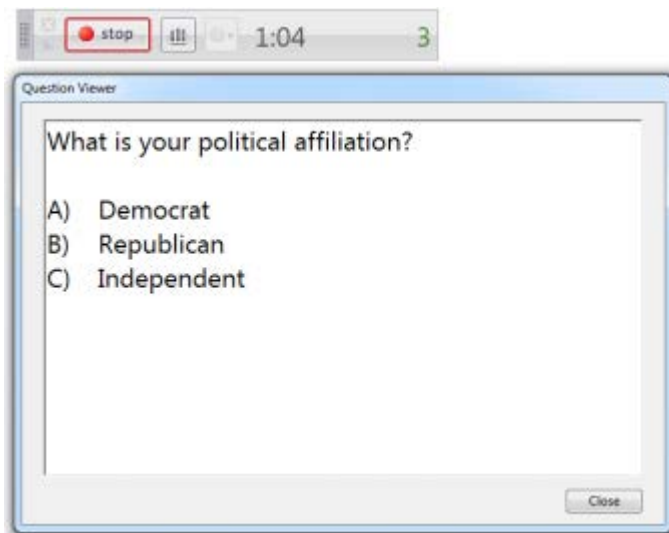 stop 1:04 3
Question Viewer
What is your political affiliation?
A) Democrat
B) Republican
C) Independent
Close